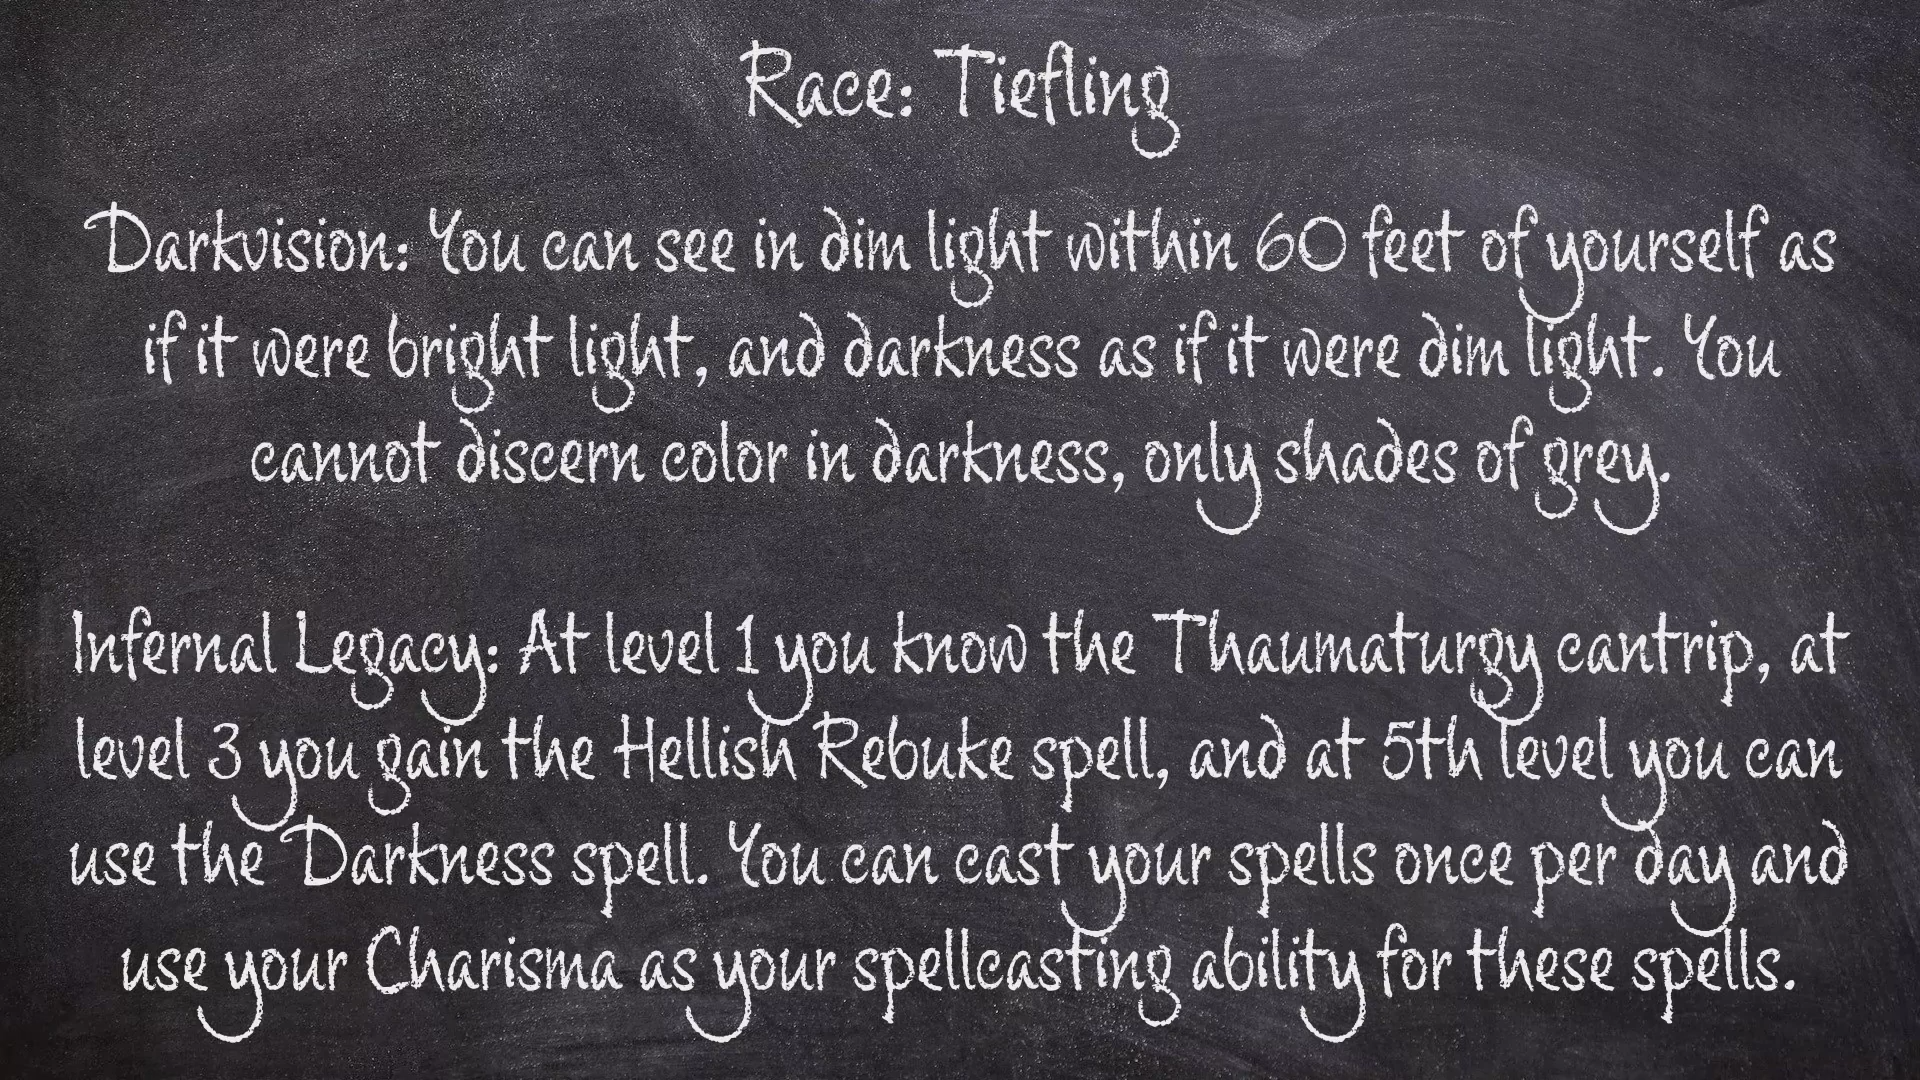 Race: Tiefling
Darkvision: You can see in dim light within 60 feet of yourself as
if it were bright light, and darkness as if it were dim light. You
cannot discern color in darkness, only shades of grey.
Infernal Legacy: At level 1 you know the Thaumaturgy cantrip, at
level 3 you gain the Hellish Rebuke spell, and at 5th level you can
use the Darkness spell. You can cast your spells once per day and
use your Charisma as your spellcasting ability for these spells.